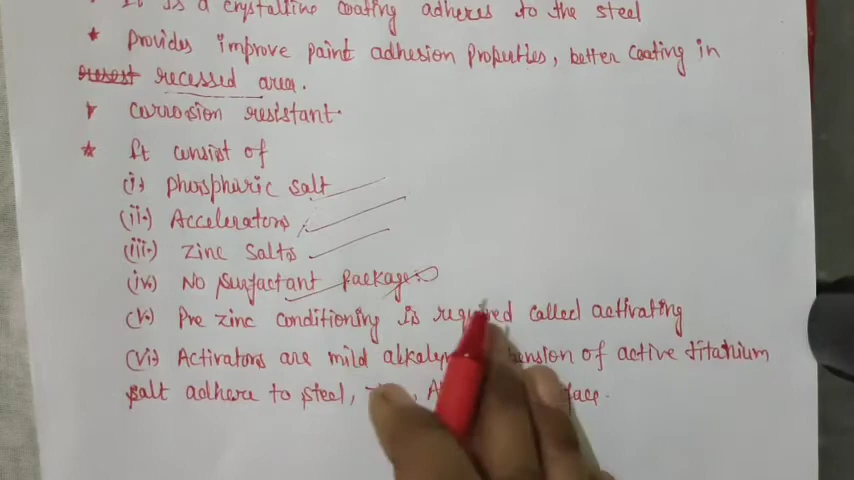 It is a crystalline coating adheres to the steel
* Provides improve paint adhesion properties, better coating in
recessed area.
* Corrosion resistant.
* It consist of
(i) Phosphoric salt
(ii) Accelerators
(iii) Zinc salts
(iv) No surfactant package
(v) Pre zinc conditioning is required called activating
(vi) Activators are mild of active titanium
salt adhere to steel,